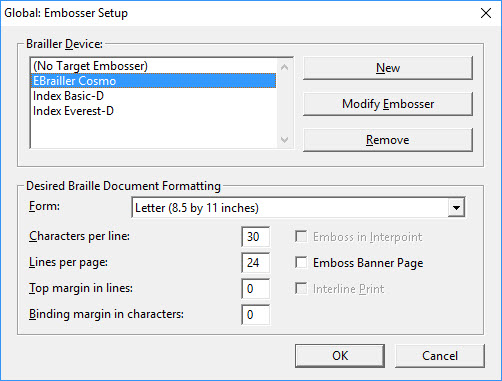 Global: Embosser Setup
Brailler Device:
(No Target Embosser)
EBrailler Cosmo
Index Basic-D
Index Everest-D
New
Modify Embosser
Remove
Desired Braille Document Formatting
Form: Letter (8.5 by 11 inches)
Characters per line: 30 Emboss in Interpoint
Lines per page: 24 Emboss Banner Page
Top margin in lines: 0 Interline Print
Binding margin in characters: 0
OK Cancel